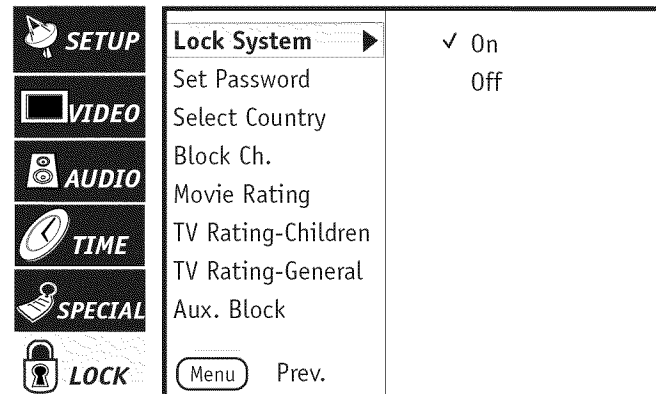 SETUP
VIDEO
AUDIO
TIME
SPECIAL
LOCK
Lock System
Set Password
Select Country
Block Ch.
Movie Rating
TV Rating-Children
TV Rating-General
Aux. Block
Menu Prev.
✓ On
Off